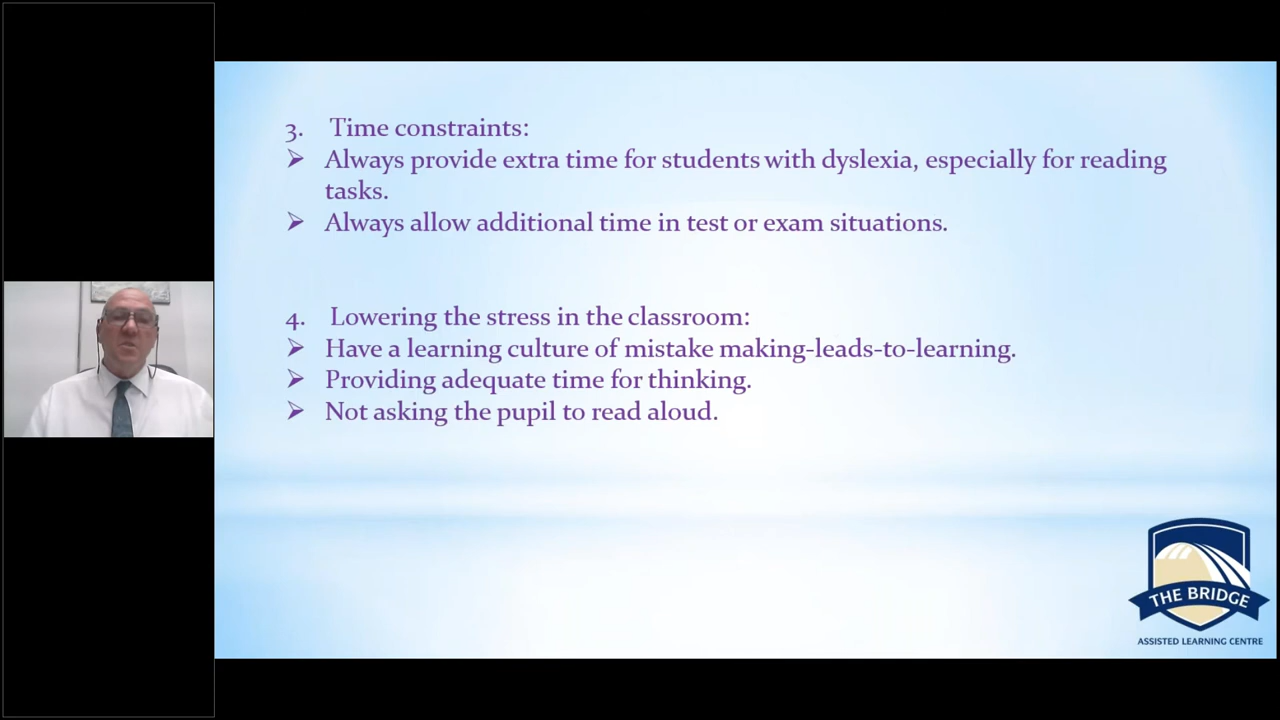 3. Time constraints:
➢ Always provide extra time for students with dyslexia, especially for reading
tasks.
➢ Always allow additional time in test or exam situations.
4. Lowering the stress in the classroom:
➢ Have a learning culture of mistake making-leads-to-learning.
➢ Providing adequate time for thinking.
➢ Not asking the pupil to read aloud.
THE BRIDGE
ASSISTED LEARNING CENTRE